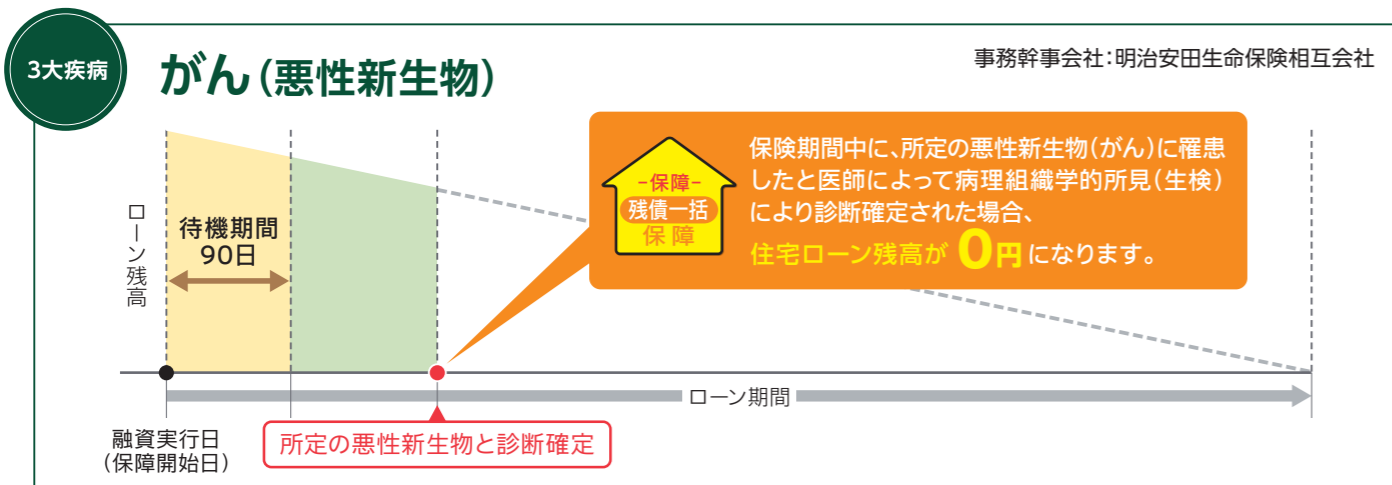 3大疾病
がん(悪性新生物)
事務幹事会社:明治安田生命保険相互会社
ローン残高
待機期間
90日
-保障-
残債一括
保障
保険期間中に、所定の悪性新生物(がん)に罹患
したと医師によって病理組織学的所見(生検)
により診断確定された場合、
住宅ローン残高が0円になります。
ローン期間
融資実行日
(保障開始日)
所定の悪性新生物と診断確定